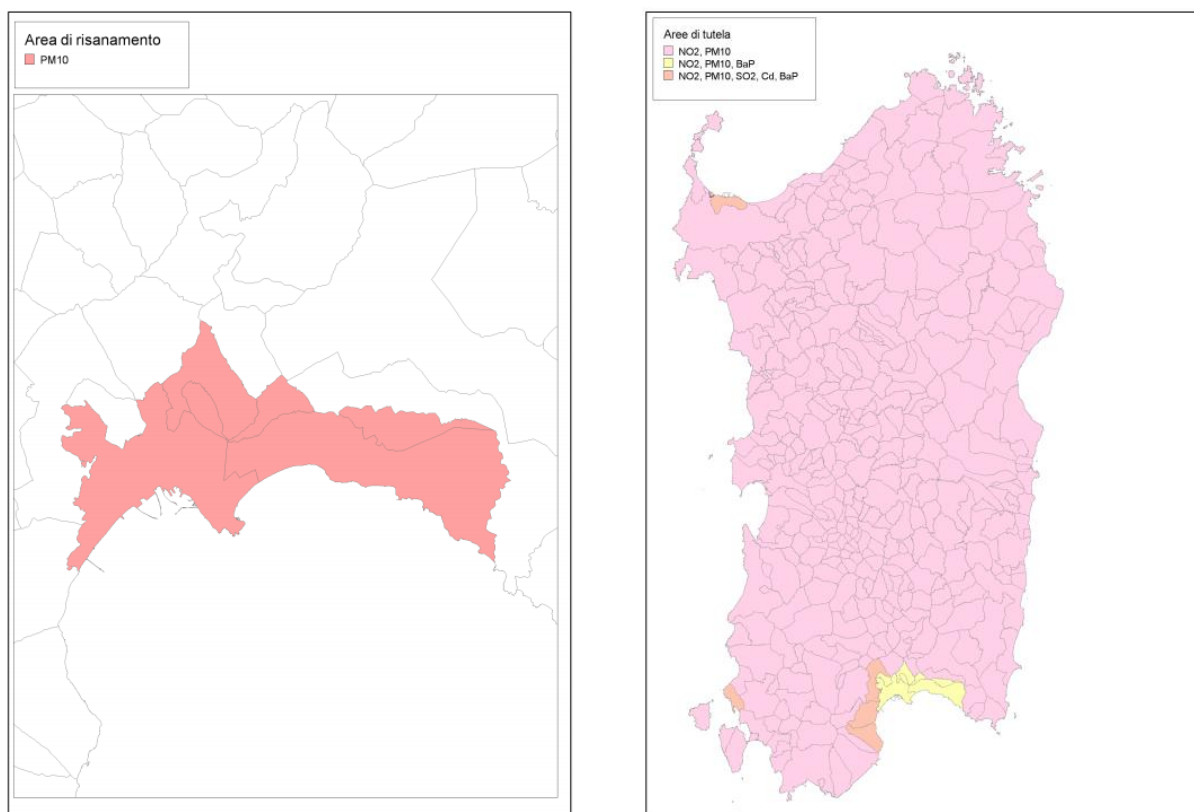 Area di risanamento
PM10
Aree di tutela
NO2, PM10
NO2, PM10, BaP
NO2, PM10, SO2, Cd, BaP